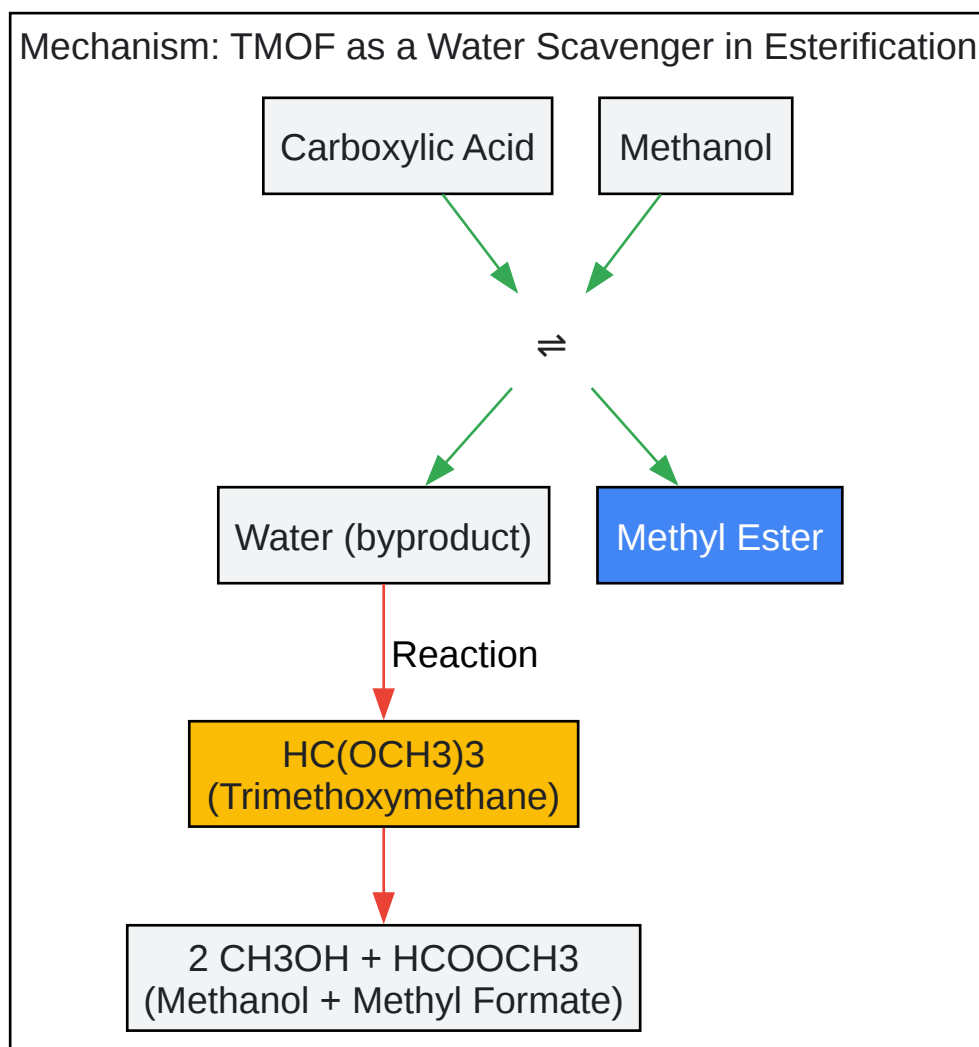 Mechanism: TMOF as a Water Scavenger in Esterification
Carboxylic Acid
Methanol
⇌
Water (byproduct)
Methyl Ester
Reaction
HC(OCH3)3
(Trimethoxymethane)
2 CH3OH + HCOOCH3
(Methanol + Methyl Formate)